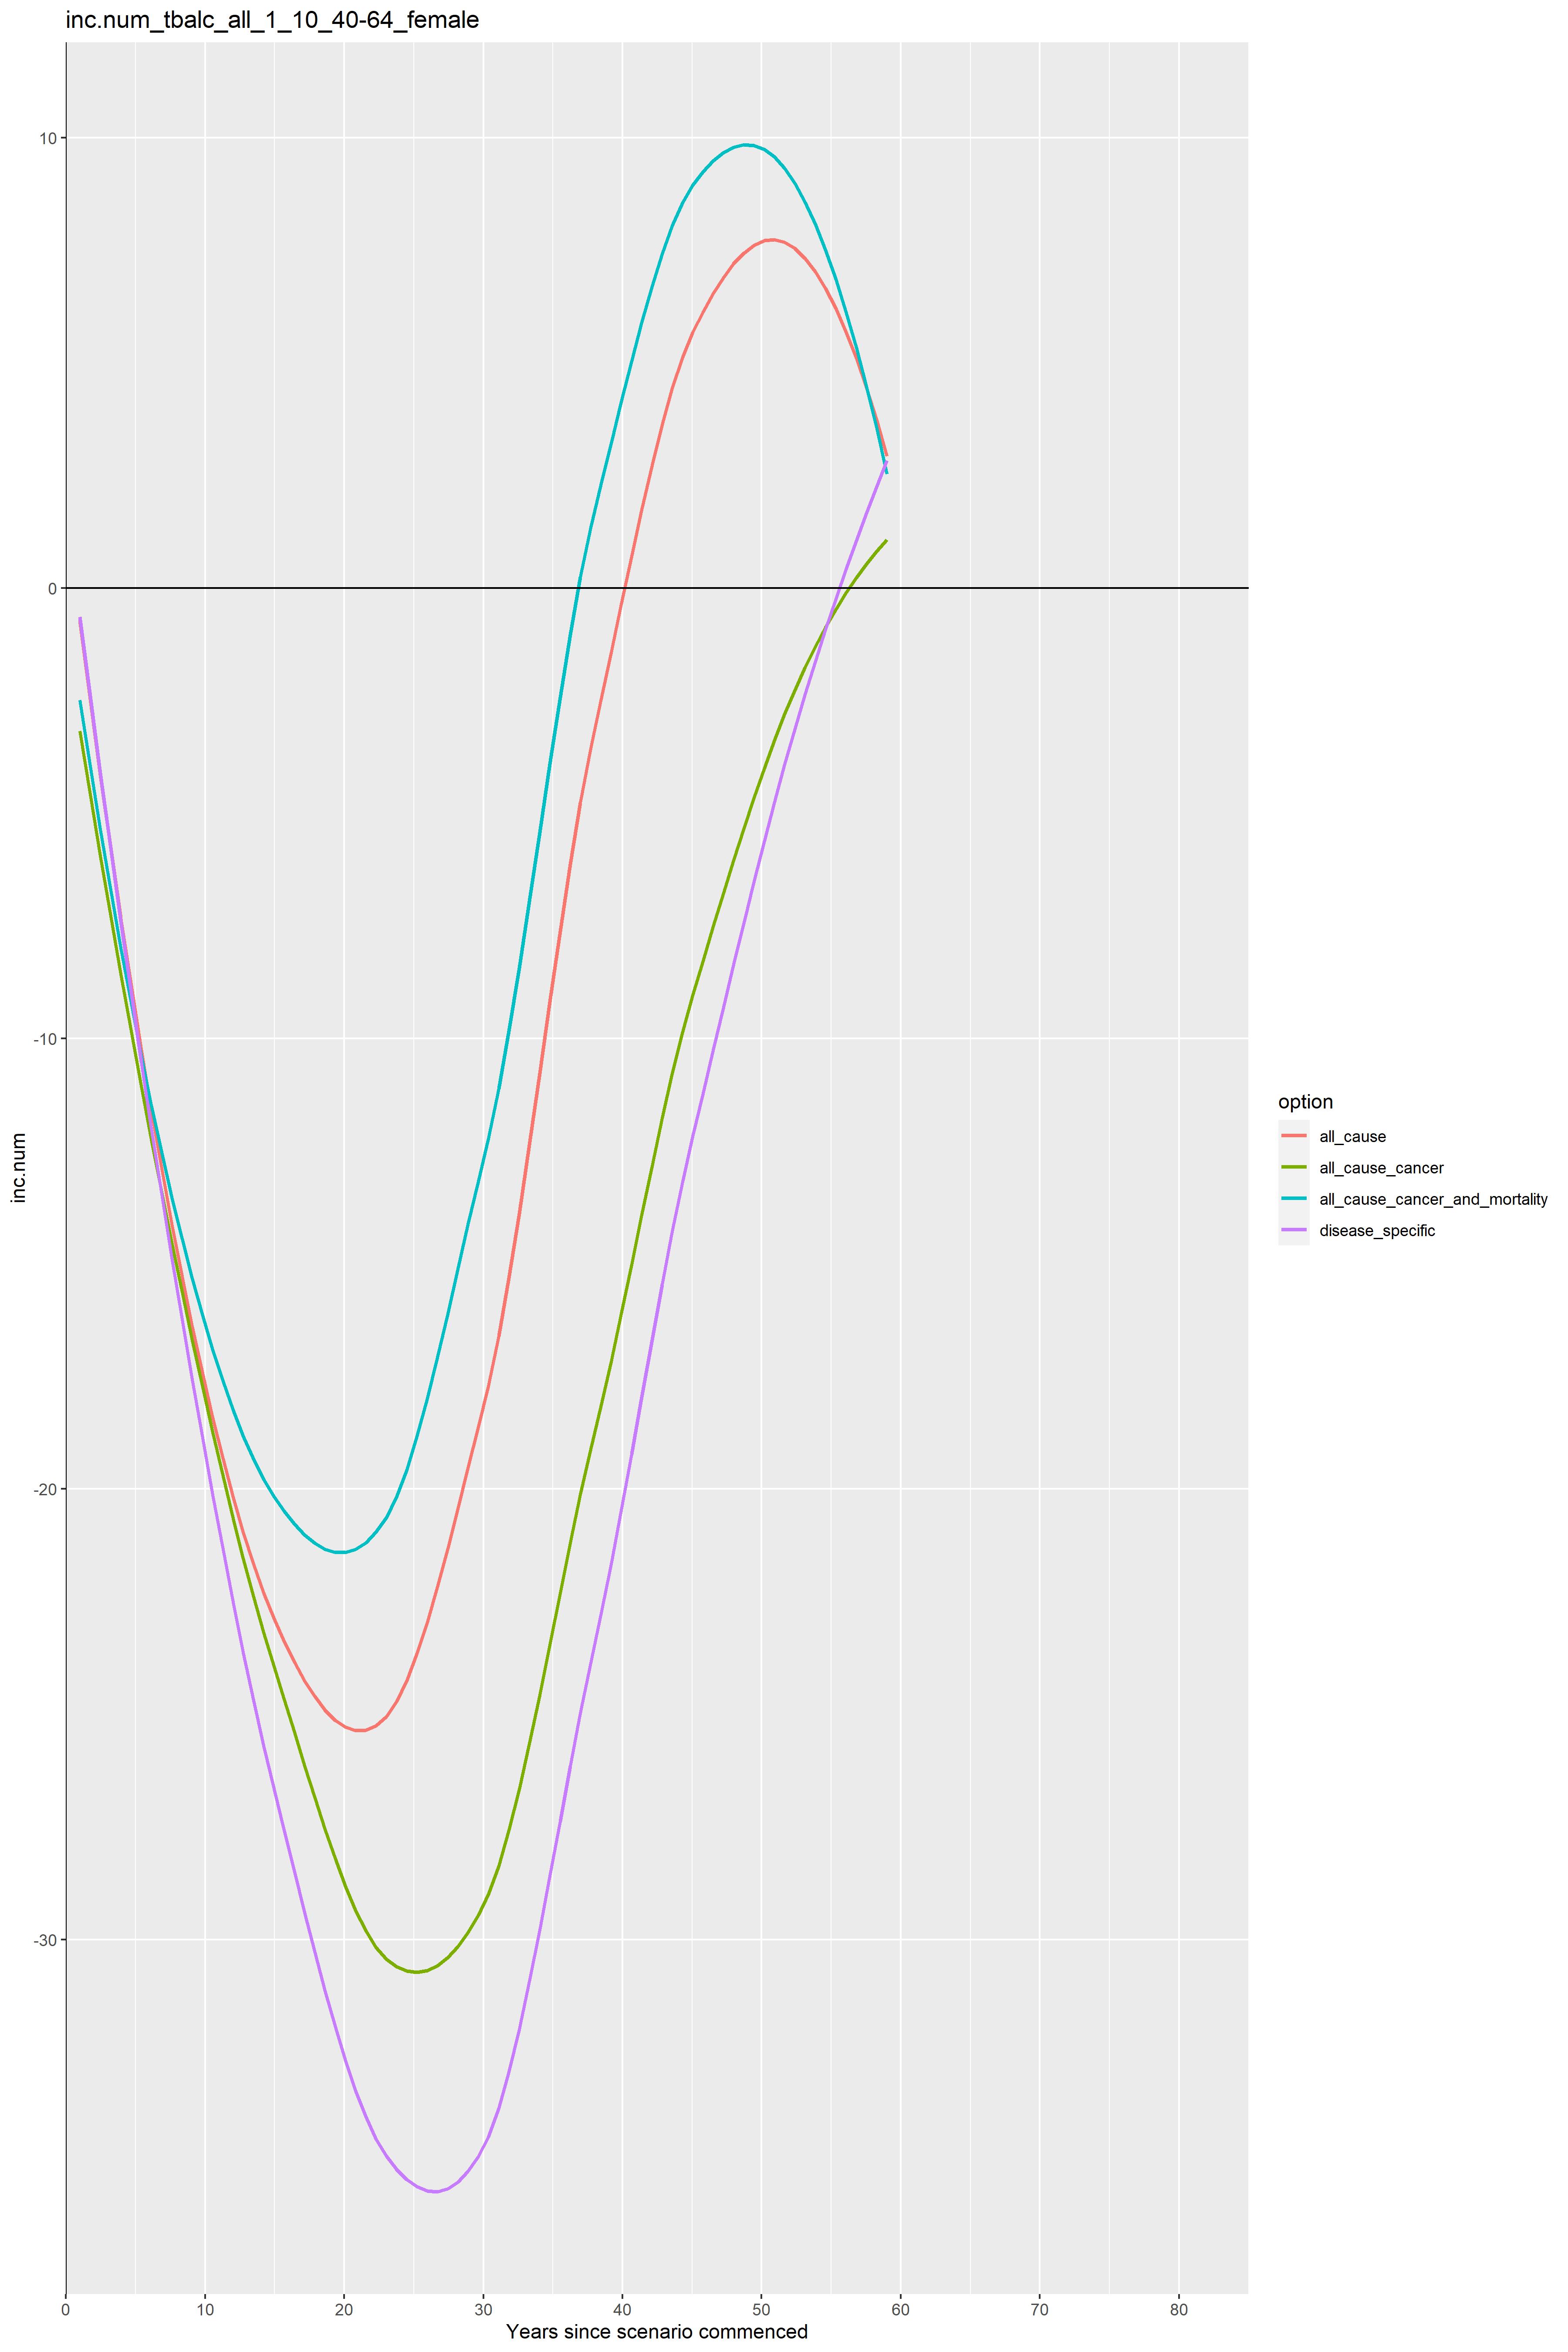 inc.num_tbalc_all_1_10_40-64_female
10
0
-10
-20
-30
inc.num
0 10 20 30 40 50 60 70 80
Years since scenario commenced
option
all_cause
all_cause_cancer
all_cause_cancer_and_mortality
disease_specific